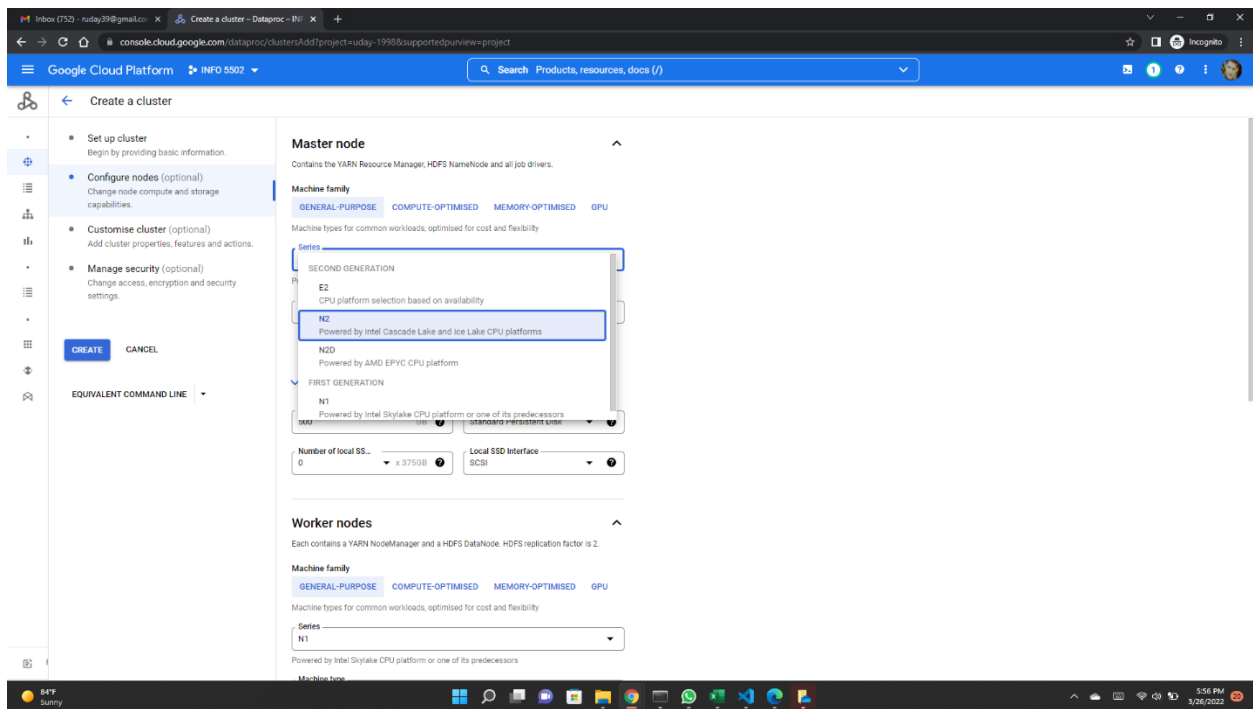 Inbox (752) - ruday39@gmail.cor
Create a cluster – Dataproc – INF
console.cloud.google.com/dataproc/clustersAdd?project=uday-1998&supportedpurview=project
Incognito
Google Cloud Platform
INFO 5502
Search Products, resources, docs (/)
1
Create a cluster
Set up cluster
Begin by providing basic information.
Configure nodes (optional)
Change node compute and storage
capabilities.
Customise cluster (optional)
Add cluster properties, features and actions.
Manage security (optional)
Change access, encryption and security
settings.
CREATE
CANCEL
EQUIVALENT COMMAND LINE
Master node
Contains the YARN Resource Manager, HDFS NameNode and all job drivers.
Machine family
GENERAL-PURPOSE COMPUTE-OPTIMISED MEMORY-OPTIMISED GPU
Machine types for common workloads, optimised for cost and flexibility
Series
SECOND GENERATION
E2
CPU platform selection based on availability
N2
Powered by Intel Cascade Lake and Ice Lake CPU platforms
N2D
Powered by AMD EPYC CPU platform
FIRST GENERATION
N1
Powered by Intel Skylake CPU platform or one of its predecessors
500 GB
Standard Persistent Disk
Number of local SS...
0 x 375GB
Local SSD Interface
SCSI
Worker nodes
Each contains a YARN NodeManager and a HDFS DataNode. HDFS replication factor is 2.
Machine family
GENERAL-PURPOSE COMPUTE-OPTIMISED MEMORY-OPTIMISED GPU
Machine types for common workloads, optimised for cost and flexibility
Series
N1
Powered by Intel Skylake CPU platform or one of its predecessors
Machine type
84°F
Sunny
5:56 PM
3/26/2022
20